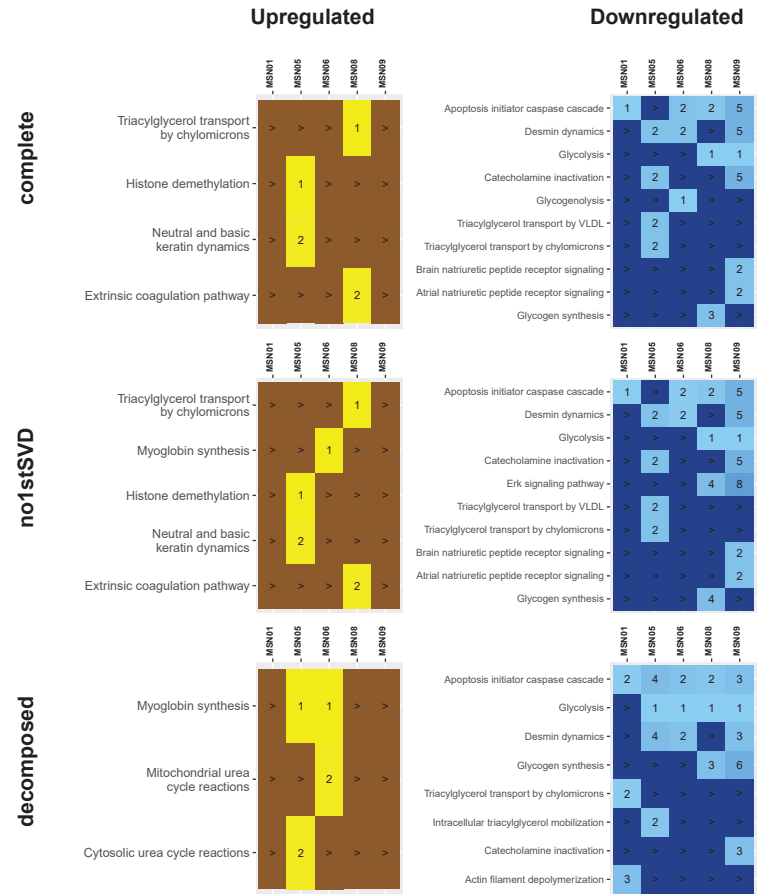 Upregulated Downregulated
complete
MSN01 MSN05 MSN06 MSN08 MSN09
Triacylglycerol transport
by chylomicrons > > > 1 >
Histone demethylation > 1 > > >
Neutral and basic
keratin dynamics > 2 > > >
Extrinsic coagulation pathway > > > 2 >
MSN01 MSN05 MSN06 MSN08 MSN09
Apoptosis initiator caspase cascade 1 > 2 2 5
Desmin dynamics > 2 2 > 5
Glycolysis > > > 1 1
Catecholamine inactivation > 2 > > 5
Glycogenolysis > > 1 > >
Triacylglycerol transport by VLDL > 2 > > >
Triacylglycerol transport by chylomicrons > 2 > > >
Brain natriuretic peptide receptor signaling > > > > 2
Atrial natriuretic peptide receptor signaling > > > > 2
Glycogen synthesis > > > 3 >
no1stSVD
MSN01 MSN05 MSN06 MSN08 MSN09
Triacylglycerol transport
by chylomicrons > > > 1 >
Myoglobin synthesis > > 1 > >
Histone demethylation > 1 > > >
Neutral and basic
keratin dynamics > 2 > > >
Extrinsic coagulation pathway > > > 2 >
MSN01 MSN05 MSN06 MSN08 MSN09
Apoptosis initiator caspase cascade 1 > 2 2 5
Desmin dynamics > 2 2 > 5
Glycolysis > > > 1 1
Catecholamine inactivation > 2 > > 5
Erk signaling pathway > > > 4 8
Triacylglycerol transport by VLDL > 2 > > >
Triacylglycerol transport by chylomicrons > 2 > > >
Brain natriuretic peptide receptor signaling > > > > 2
Atrial natriuretic peptide receptor signaling > > > > 2
Glycogen synthesis > > > 4 >
decomposed
MSN01 MSN05 MSN06 MSN08 MSN09
Myoglobin synthesis > 1 1 > >
Mitochondrial urea
cycle reactions > > 2 > >
Cytosolic urea cycle reactions > 2 > > >
MSN01 MSN05 MSN06 MSN08 MSN09
Apoptosis initiator caspase cascade 2 4 2 2 3
Glycolysis > 1 1 1 1
Desmin dynamics > 4 2 > 3
Glycogen synthesis > > > 3 6
Triacylglycerol transport by chylomicrons 2 > > > >
Intracellular triacylglycerol mobilization > 2 > > >
Catecholamine inactivation > > > > 3
Actin filament depolymerization 3 > > > >